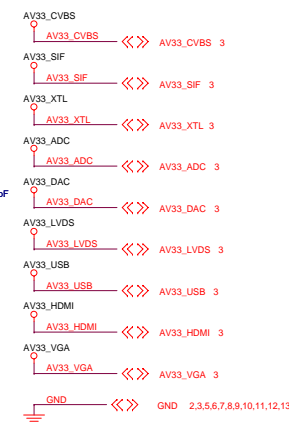 AV33_CVBS
AV33_CVBS AV33_CVBS 3
AV33_SIF
AV33_SIF AV33_SIF 3
AV33_XTL
AV33_XTL AV33_XTL 3
AV33_ADC
AV33_ADC AV33_ADC 3
AV33_DAC
pF
AV33_DAC AV33_DAC 3
AV33_LVDS
AV33_LVDS AV33_LVDS 3
AV33_USB
AV33_USB AV33_USB 3
AV33_HDMI
AV33_HDMI AV33_HDMI 3
AV33_VGA
AV33_VGA AV33_VGA 3
GND GND 2,3,5,6,7,8,9,10,11,12,13